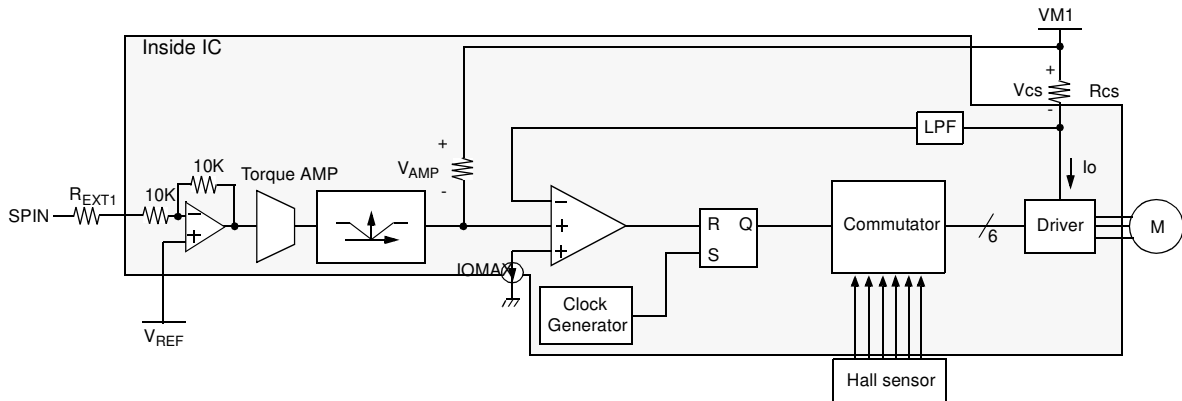 VM1
Inside IC
+
Vcs
Rcs
-
LPF
+
10K
Torque AMP
VAMP
Io
REXT1
10K
-
SPIN
−
−
+
+
+
R Q
S
Commutator
6
Driver
M
IOMAX
Clock
Generator
VREF
Hall sensor